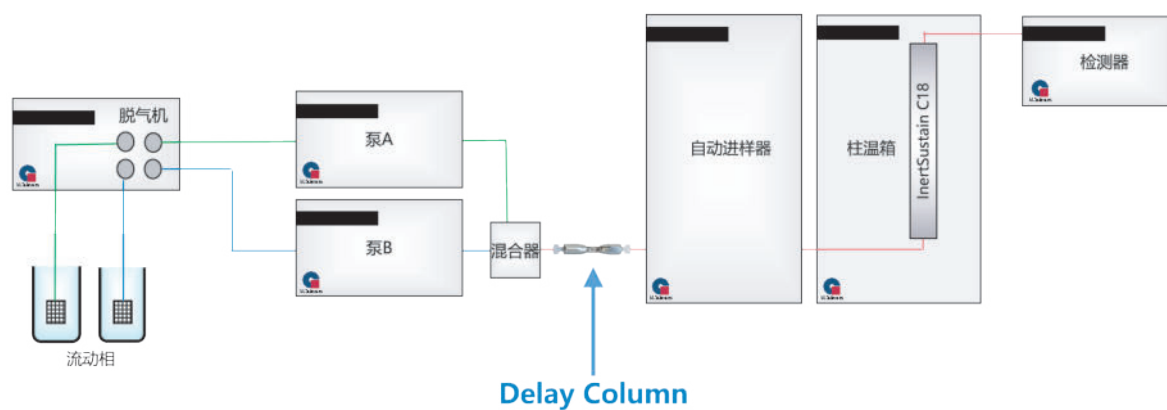 脱气机
泵A
泵B
混合器
自动进样器
柱温箱
InertSustain C18
检测器
流动相
Delay Column